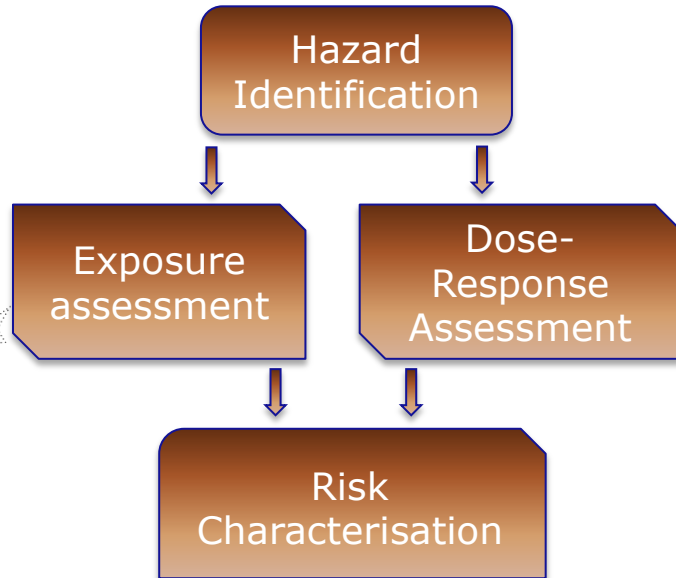 Hazard
Identification
Exposure
assessment
Dose-
Response
Assessment
Risk
Characterisation